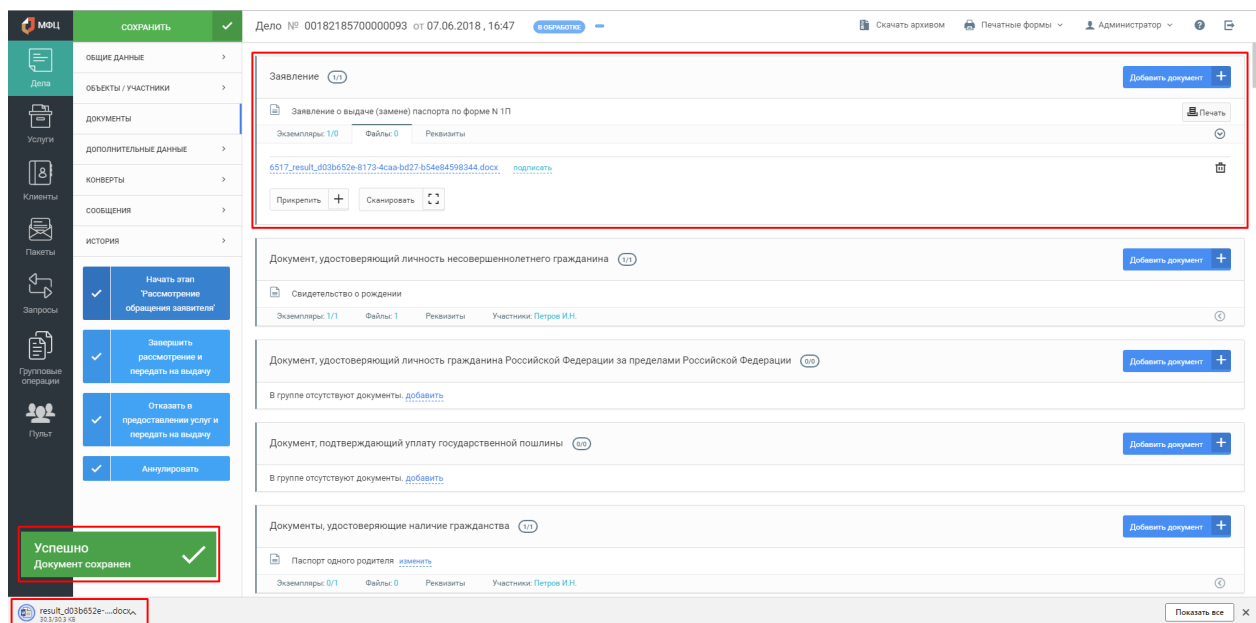 МФЦ
СОХРАНИТЬ
Дело № 00182185700000093 от 07.06.2018 , 16:47 В ОБРАБОТКЕ
Скачать архивом Печатные формы Администратор
Дела
Услуги
Клиенты
Пакеты
Запросы
Групповые
операции
Пульт
ОБЩИЕ ДАННЫЕ
ОБЪЕКТЫ / УЧАСТНИКИ
ДОКУМЕНТЫ
ДОПОЛНИТЕЛЬНЫЕ ДАННЫЕ
КОНВЕРТЫ
СООБЩЕНИЯ
ИСТОРИЯ
Начать этап
'Рассмотрение
обращения заявителя'
Завершить
рассмотрение и
передать на выдачу
Отказать в
предоставлении услуг и
передать на выдачу
Аннулировать
Заявление 1/1 Добавить документ
Заявление о выдаче (замене) паспорта по форме N 1П Печать
Экземпляры: 1/0 Файлы: 0 Реквизиты
6517_result_d03b652e-8173-4caa-bd27-b54e84598344.docx подписать
Прикрепить Сканировать
Документ, удостоверяющий личность несовершеннолетнего гражданина 1/1 Добавить документ
Свидетельство о рождении
Экземпляры: 1/1 Файлы: 1 Реквизиты Участники: Петров И.Н.
Документ, удостоверяющий личность гражданина Российской Федерации за пределами Российской Федерации 0/0 Добавить документ
В группе отсутствуют документы. добавить
Документ, подтверждающий уплату государственной пошлины 0/0 Добавить документ
В группе отсутствуют документы. добавить
Документы, удостоверяющие наличие гражданства 1/1 Добавить документ
Паспорт одного родителя изменить
Экземпляры: 0/1 Файлы: 0 Реквизиты Участники: Петров И.Н.
Успешно
Документ сохранен
result_d03b652e-....docx
30,3/30,3 КБ
Показать все